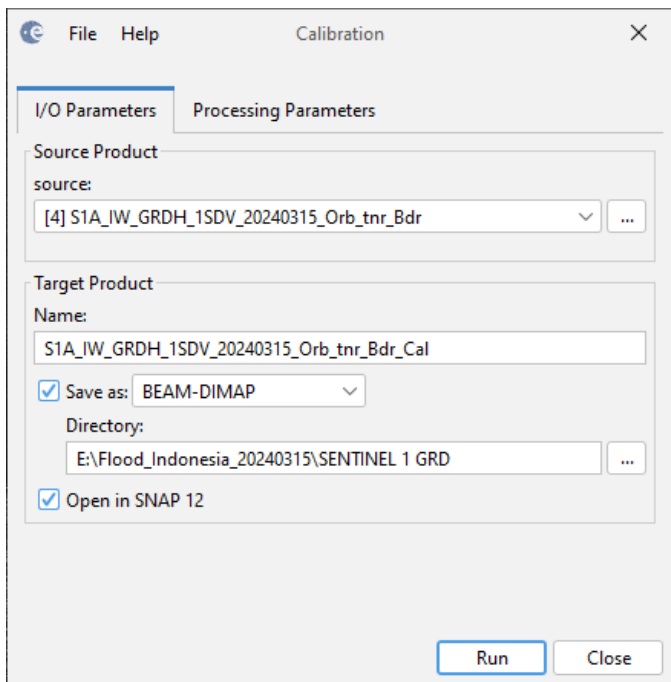 File Help Calibration
I/O Parameters Processing Parameters
Source Product
source:
[4] S1A_IW_GRDH_1SDV_20240315_Orb_tnr_Bdr
...
Target Product
Name:
S1A_IW_GRDH_1SDV_20240315_Orb_tnr_Bdr_Cal
Save as: BEAM-DIMAP
Directory:
E:\Flood_Indonesia_20240315\SENTINEL 1 GRD
...
Open in SNAP 12
Run Close